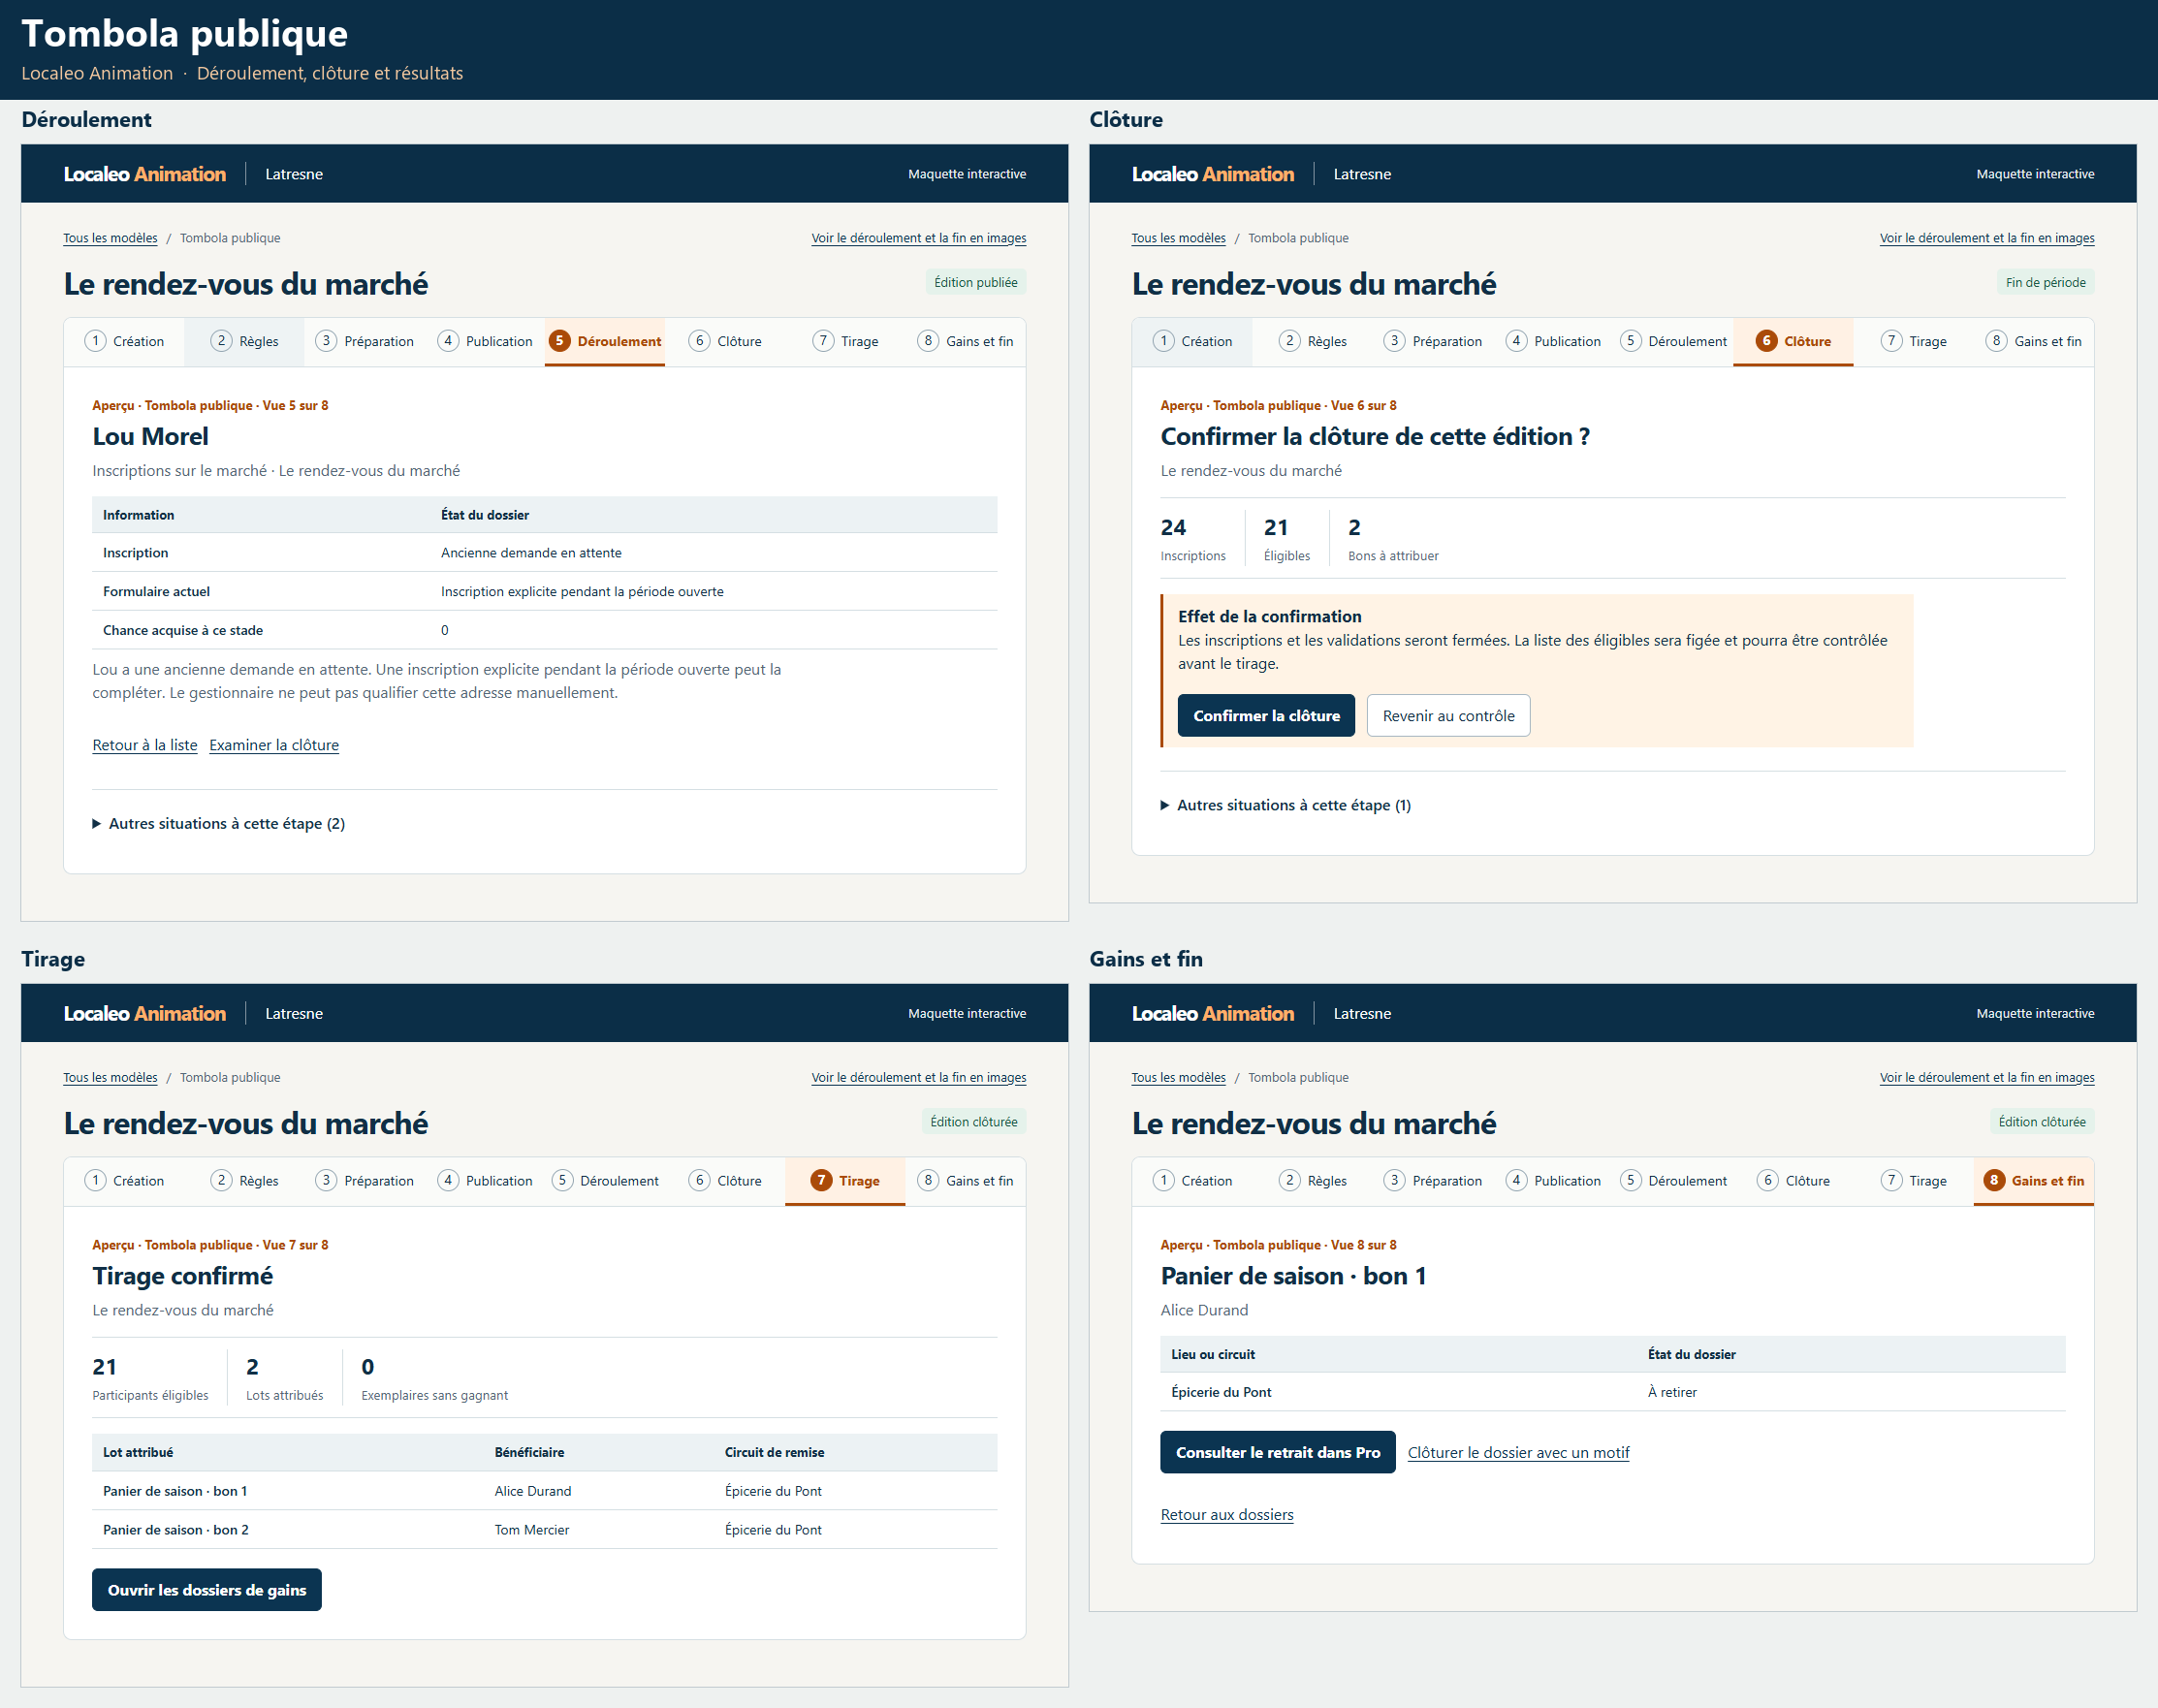 Tombola publique
Localeo Animation · Déroulement, clôture et résultats
Déroulement
Localeo Animation | Latresne
Maquette interactive
Tous les modèles / Tombola publique
Voir le déroulement et la fin en images
Le rendez-vous du marché
Édition publiée
1 Création 2 Règles 3 Préparation 4 Publication 5 Déroulement 6 Clôture 7 Tirage 8 Gains et fin
Aperçu · Tombola publique · Vue 5 sur 8
Lou Morel
Inscriptions sur le marché · Le rendez-vous du marché
Information État du dossier
Inscription Ancienne demande en attente
Formulaire actuel Inscription explicite pendant la période ouverte
Chance acquise à ce stade 0
Lou a une ancienne demande en attente. Une inscription explicite pendant la période ouverte peut la
compléter. Le gestionnaire ne peut pas qualifier cette adresse manuellement.
Retour à la liste Examiner la clôture
▶ Autres situations à cette étape (2)
Clôture
Localeo Animation | Latresne
Maquette interactive
Tous les modèles / Tombola publique
Voir le déroulement et la fin en images
Le rendez-vous du marché
Fin de période
1 Création 2 Règles 3 Préparation 4 Publication 5 Déroulement 6 Clôture 7 Tirage 8 Gains et fin
Aperçu · Tombola publique · Vue 6 sur 8
Confirmer la clôture de cette édition ?
Le rendez-vous du marché
24 21 2
Inscriptions Éligibles Bons à attribuer
Effet de la confirmation
Les inscriptions et les validations seront fermées. La liste des éligibles sera figée et pourra être contrôlée
avant le tirage.
Confirmer la clôture Revenir au contrôle
▶ Autres situations à cette étape (1)
Tirage
Localeo Animation | Latresne
Maquette interactive
Tous les modèles / Tombola publique
Voir le déroulement et la fin en images
Le rendez-vous du marché
Édition clôturée
1 Création 2 Règles 3 Préparation 4 Publication 5 Déroulement 6 Clôture 7 Tirage 8 Gains et fin
Aperçu · Tombola publique · Vue 7 sur 8
Tirage confirmé
Le rendez-vous du marché
21 2 0
Participants éligibles Lots attribués Exemplaires sans gagnant
Lot attribué Bénéficiaire Circuit de remise
Panier de saison · bon 1 Alice Durand Épicerie du Pont
Panier de saison · bon 2 Tom Mercier Épicerie du Pont
Ouvrir les dossiers de gains
Gains et fin
Localeo Animation | Latresne
Maquette interactive
Tous les modèles / Tombola publique
Voir le déroulement et la fin en images
Le rendez-vous du marché
Édition clôturée
1 Création 2 Règles 3 Préparation 4 Publication 5 Déroulement 6 Clôture 7 Tirage 8 Gains et fin
Aperçu · Tombola publique · Vue 8 sur 8
Panier de saison · bon 1
Alice Durand
Lieu ou circuit État du dossier
Épicerie du Pont À retirer
Consulter le retrait dans Pro Clôturer le dossier avec un motif
Retour aux dossiers